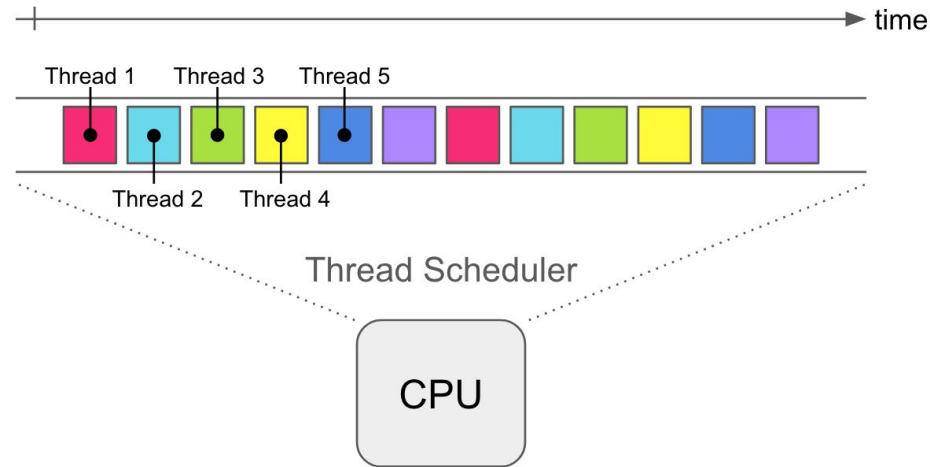 time
Thread 1
Thread 3
Thread 5
Thread 2
Thread 4
Thread Scheduler
CPU